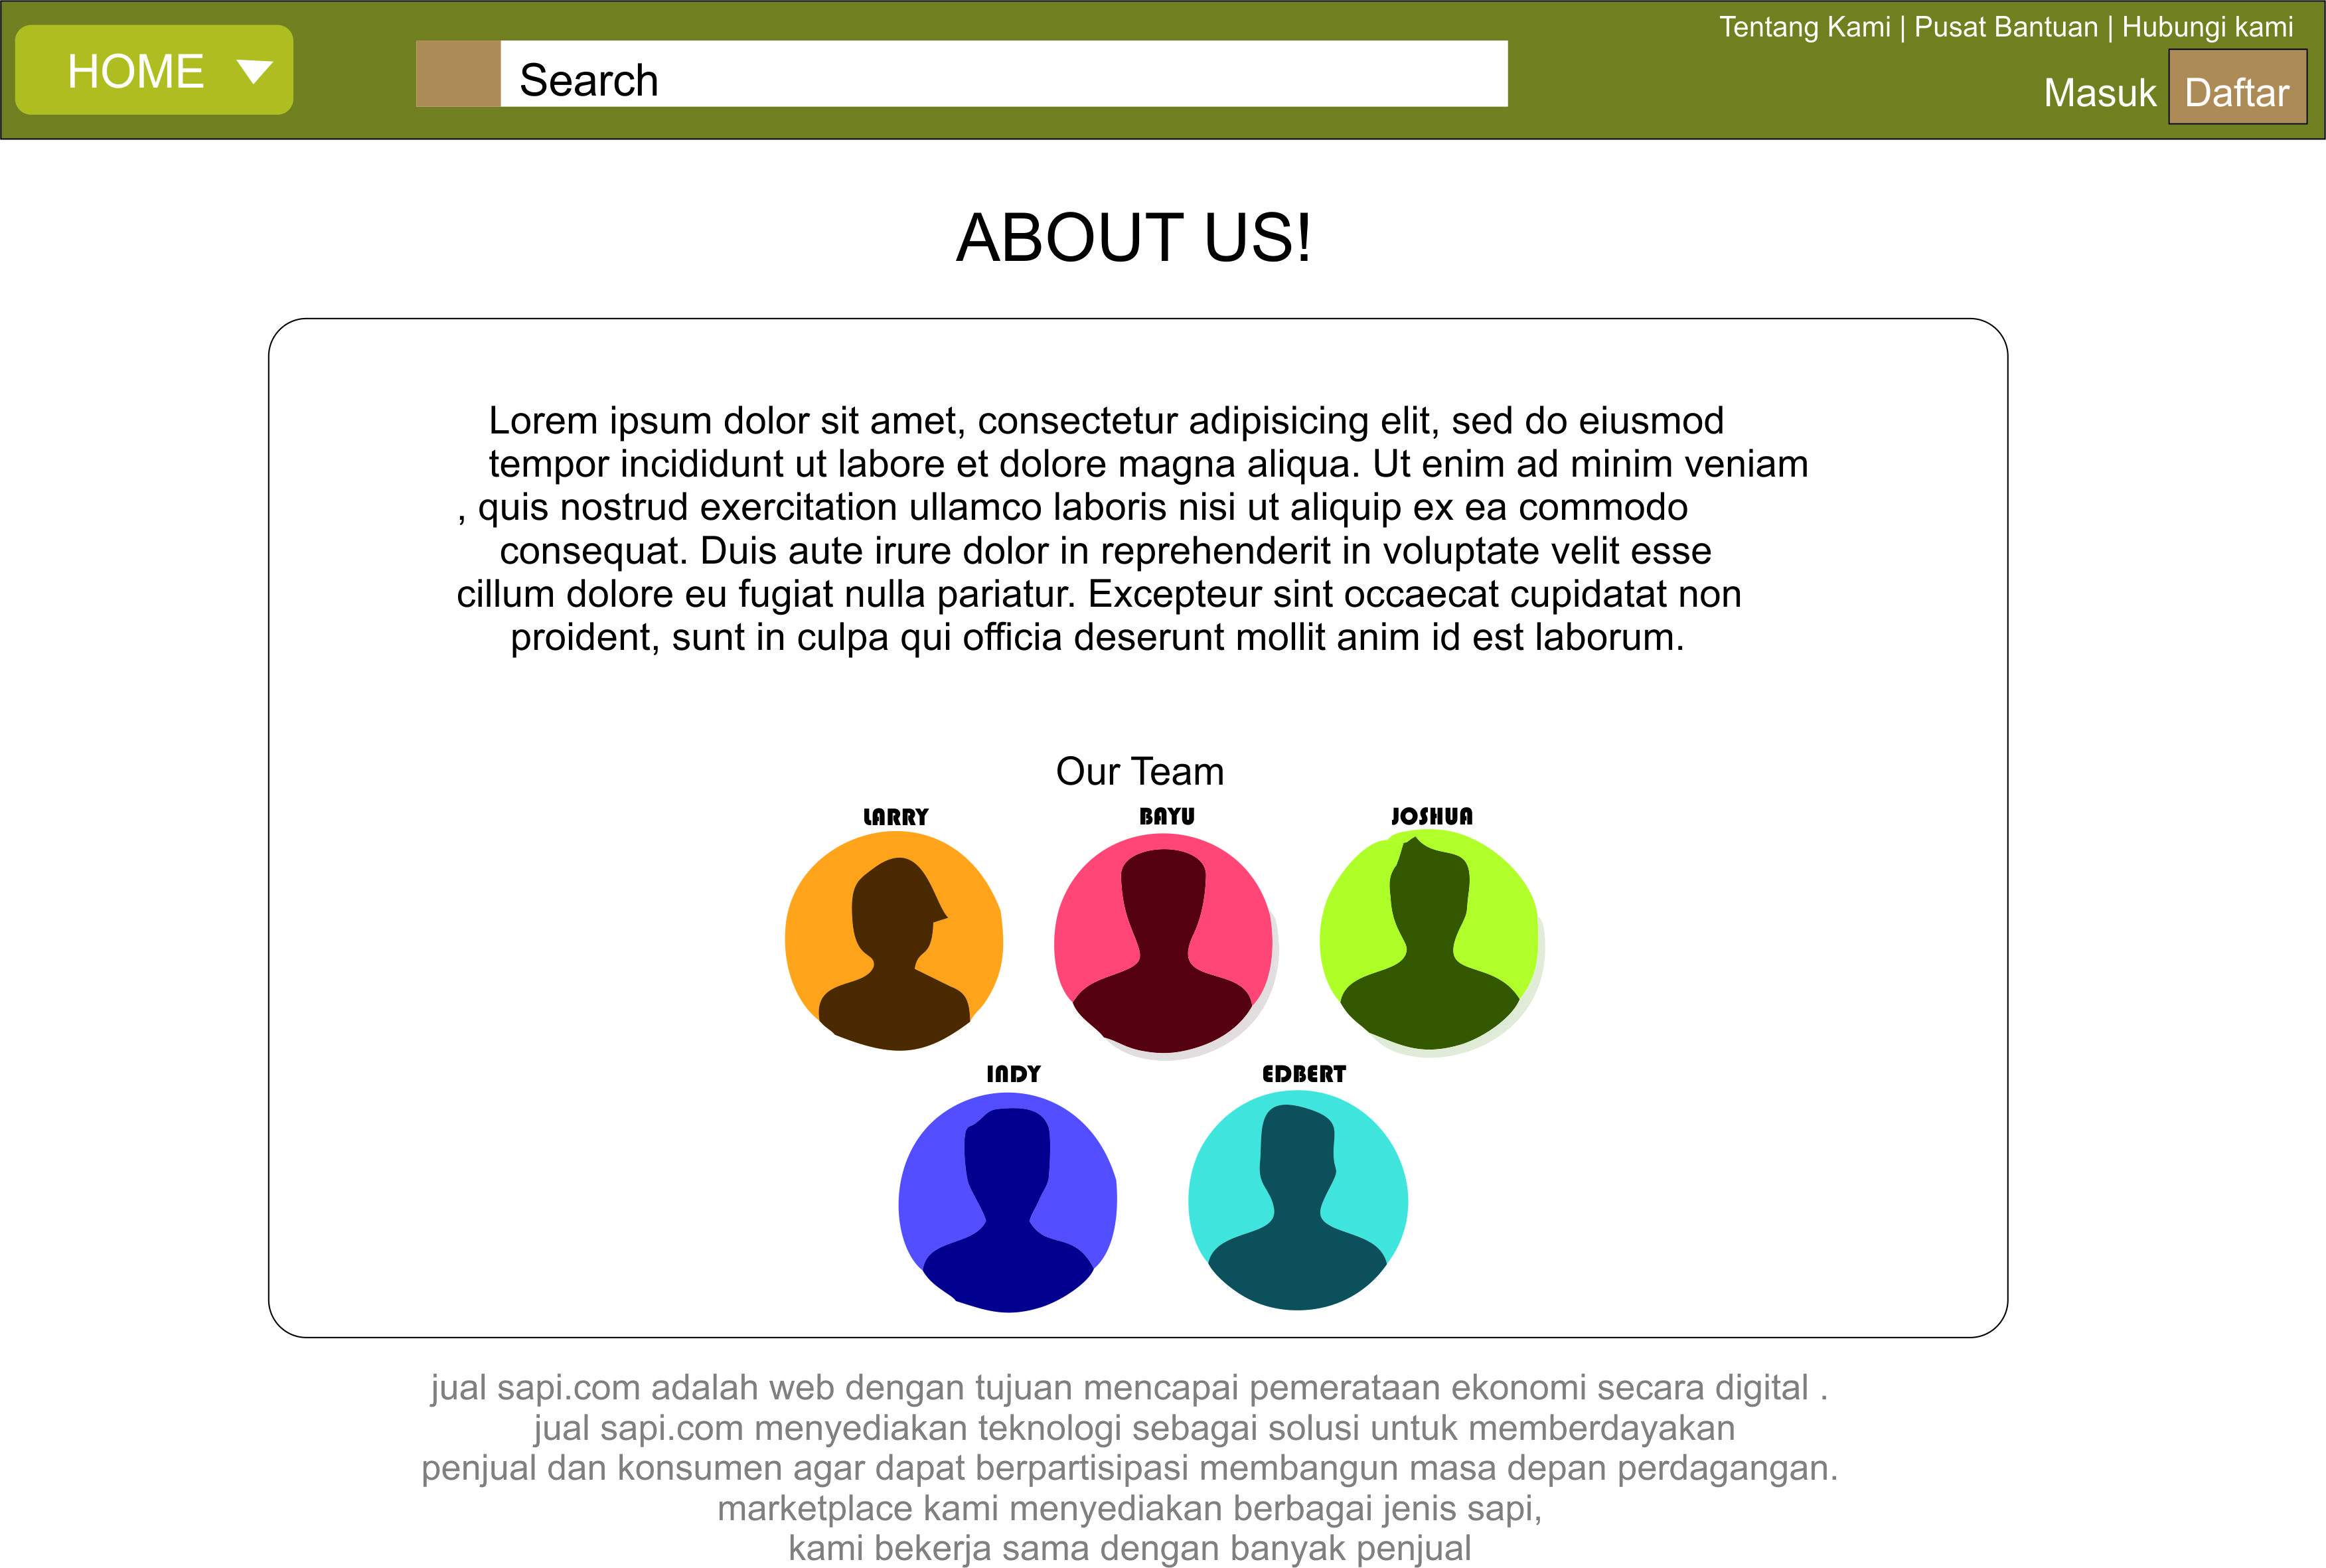 Tentang Kami | Pusat Bantuan | Hubungi kami
HOME
Search
Masuk
Daftar
ABOUT US!
Lorem ipsum dolor sit amet, consectetur adipisicing elit, sed do eiusmod
tempor incididunt ut labore et dolore magna aliqua. Ut enim ad minim veniam
, quis nostrud exercitation ullamco laboris nisi ut aliquip ex ea commodo
consequat. Duis aute irure dolor in reprehenderit in voluptate velit esse
cillum dolore eu fugiat nulla pariatur. Excepteur sint occaecat cupidatat non
proident, sunt in culpa qui officia deserunt mollit anim id est laborum.
Our Team
LARRY
BAYU
JOSHUA
INDY
EDBERT
jual sapi.com adalah web dengan tujuan mencapai pemerataan ekonomi secara digital .
jual sapi.com menyediakan teknologi sebagai solusi untuk memberdayakan
penjual dan konsumen agar dapat berpartisipasi membangun masa depan perdagangan.
marketplace kami menyediakan berbagai jenis sapi,
kami bekerja sama dengan banyak penjual